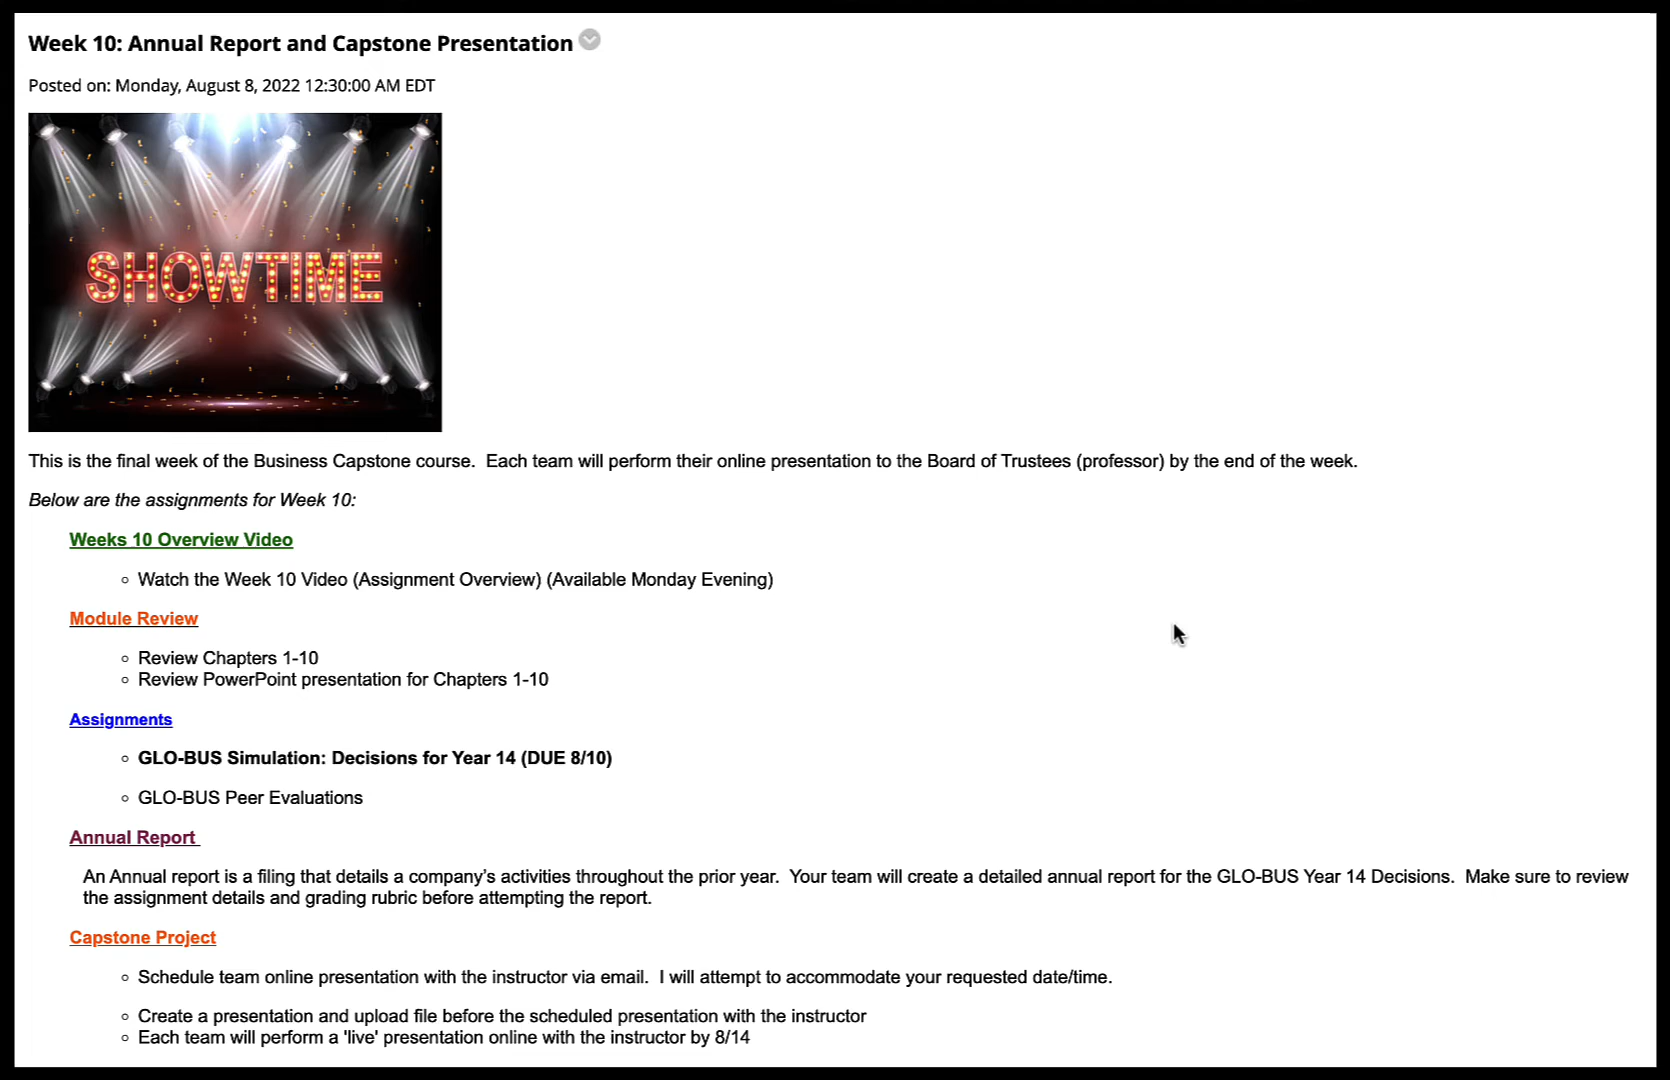 Week 10: Annual Report and Capstone Presentation
Posted on: Monday, August 8, 2022 12:30:00 AM EDT
SHOWTIME
This is the final week of the Business Capstone course. Each team will perform their online presentation to the Board of Trustees (professor) by the end of the week.
Below are the assignments for Week 10:
Weeks 10 Overview Video
Watch the Week 10 Video (Assignment Overview) (Available Monday Evening)
Module Review
Review Chapters 1-10
Review PowerPoint presentation for Chapters 1-10
Assignments
GLO-BUS Simulation: Decisions for Year 14 (DUE 8/10)
GLO-BUS Peer Evaluations
Annual Report
An Annual report is a filing that details a company’s activities throughout the prior year. Your team will create a detailed annual report for the GLO-BUS Year 14 Decisions. Make sure to review
the assignment details and grading rubric before attempting the report.
Capstone Project
Schedule team online presentation with the instructor via email. I will attempt to accommodate your requested date/time.
Create a presentation and upload file before the scheduled presentation with the instructor
Each team will perform a 'live' presentation online with the instructor by 8/14